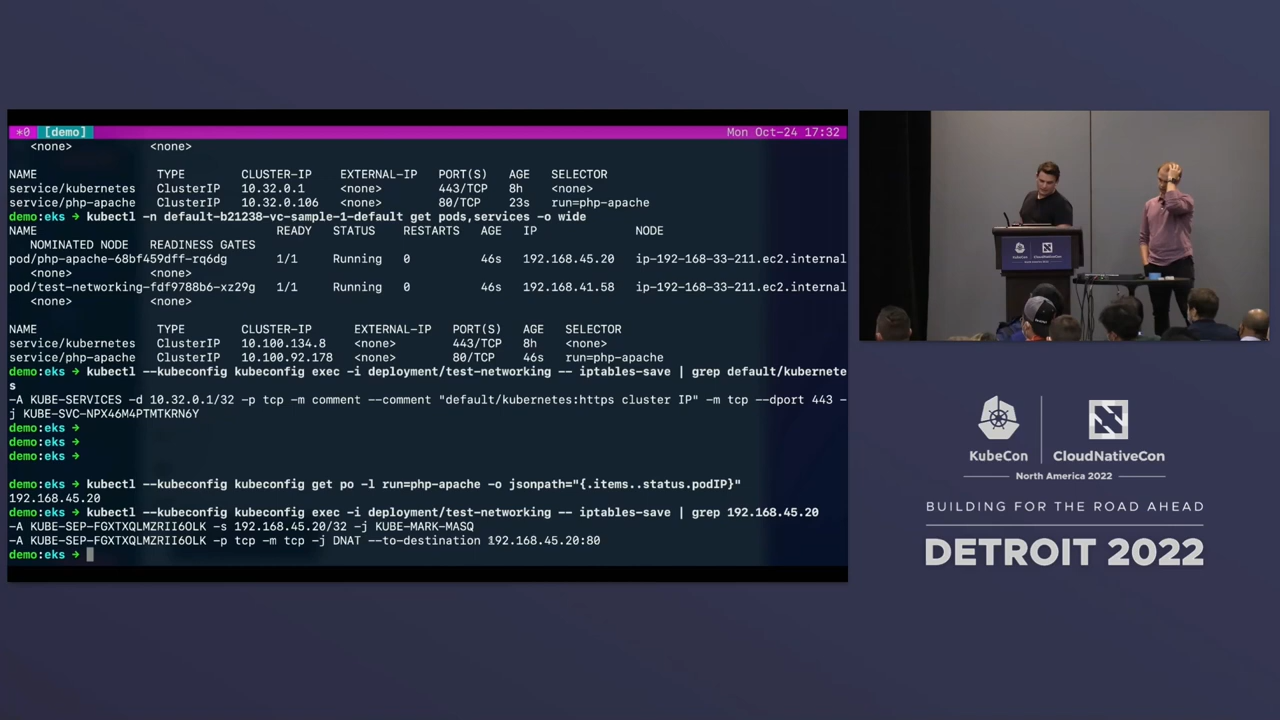 *0 [demo] Mon Oct-24 17:32
<none> <none>
NAME TYPE CLUSTER-IP EXTERNAL-IP PORT(S) AGE SELECTOR
service/kubernetes ClusterIP 10.32.0.1 <none> 443/TCP 8h <none>
service/php-apache ClusterIP 10.32.0.106 <none> 80/TCP 23s run=php-apache
demo:eks → kubectl -n default-b21238-vc-sample-1-default get pods,services -o wide
NAME READY STATUS RESTARTS AGE IP NODE
NOMINATED NODE READINESS GATES
pod/php-apache-68bf459dff-rq6dg 1/1 Running 0 46s 192.168.45.20 ip-192-168-33-211.ec2.internal
<none> <none>
pod/test-networking-fdf9788b6-xz29g 1/1 Running 0 46s 192.168.41.58 ip-192-168-33-211.ec2.internal
<none> <none>
NAME TYPE CLUSTER-IP EXTERNAL-IP PORT(S) AGE SELECTOR
service/kubernetes ClusterIP 10.100.134.8 <none> 443/TCP 8h <none>
service/php-apache ClusterIP 10.100.92.178 <none> 80/TCP 46s run=php-apache
demo:eks → kubectl --kubeconfig kubeconfig exec -i deployment/test-networking -- iptables-save | grep default/kubernete
s
-A KUBE-SERVICES -d 10.32.0.1/32 -p tcp -m comment --comment "default/kubernetes:https cluster IP" -m tcp --dport 443 -
j KUBE-SVC-NPX46M4PTMTKRN6Y
demo:eks →
demo:eks →
demo:eks →
demo:eks → kubectl --kubeconfig kubeconfig get po -l run=php-apache -o jsonpath="{.items..status.podIP}"
192.168.45.20
demo:eks → kubectl --kubeconfig kubeconfig exec -i deployment/test-networking -- iptables-save | grep 192.168.45.20
-A KUBE-SEP-FGXTXQLMZRII6OLK -s 192.168.45.20/32 -j KUBE-MARK-MASQ
-A KUBE-SEP-FGXTXQLMZRII6OLK -p tcp -m tcp -j DNAT --to-destination 192.168.45.20:80
demo:eks →
KubeCon CloudNativeCon
North America 2022
BUILDING FOR THE ROAD AHEAD
DETROIT 2022